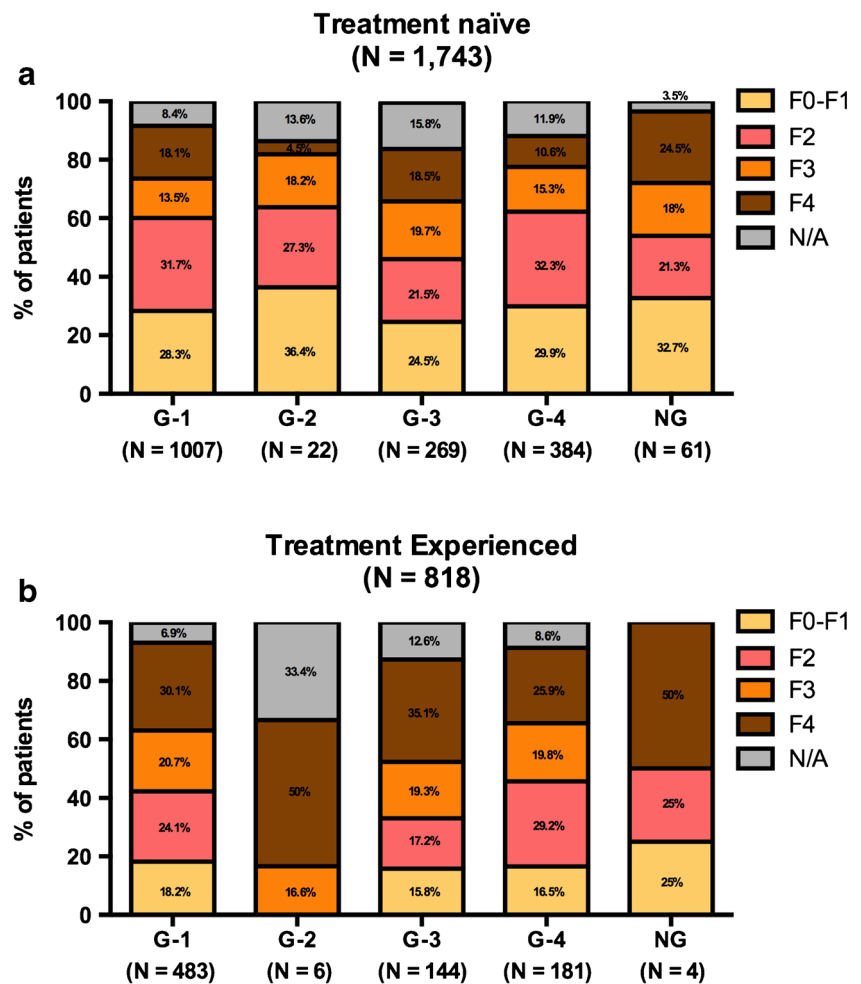 Treatment naïve
(N = 1,743)
a
% of patients
100
80
60
40
20
0
8.4%
18.1%
13.5%
31.7%
28.3%
13.6%
4.5%
18.2%
27.3%
36.4%
15.8%
18.5%
19.7%
21.5%
24.5%
11.9%
10.6%
15.3%
32.3%
29.9%
3.5%
24.5%
18%
21.3%
32.7%
F0-F1
F2
F3
F4
N/A
G-1 G-2 G-3 G-4 NG
(N = 1007) (N = 22) (N = 269) (N = 384) (N = 61)
Treatment Experienced
(N = 818)
b
% of patients
100
80
60
40
20
0
6.9%
30.1%
20.7%
24.1%
18.2%
33.4%
50%
16.6%
12.6%
35.1%
19.3%
17.2%
15.8%
8.6%
25.9%
19.8%
29.2%
16.5%
50%
25%
25%
F0-F1
F2
F3
F4
N/A
G-1 G-2 G-3 G-4 NG
(N = 483) (N = 6) (N = 144) (N = 181) (N = 4)